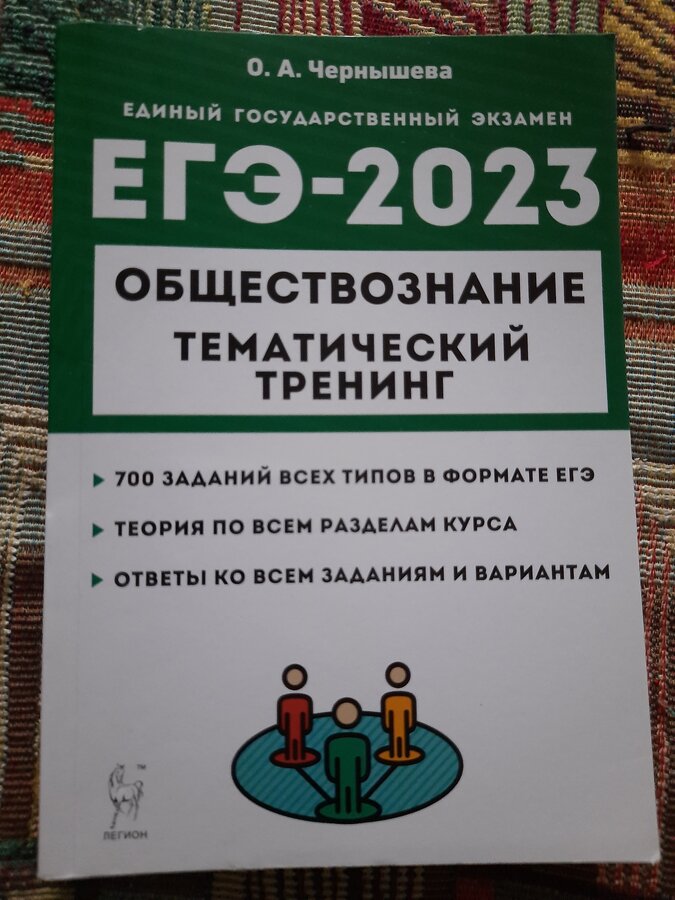 О. А. Чернышева
ЕДИНЫЙ ГОСУДАРСТВЕННЫЙ ЭКЗАМЕН
ЕГЭ-2023
ОБЩЕСТВОЗНАНИЕ
ТЕМАТИЧЕСКИЙ
ТРЕНИНГ
700 ЗАДАНИЙ ВСЕХ ТИПОВ В ФОРМАТЕ ЕГЭ
ТЕОРИЯ ПО ВСЕМ РАЗДЕЛАМ КУРСА
ОТВЕТЫ КО ВСЕМ ЗАДАНИЯМ И ВАРИАНТАМ
TM
ЛЕГИОН